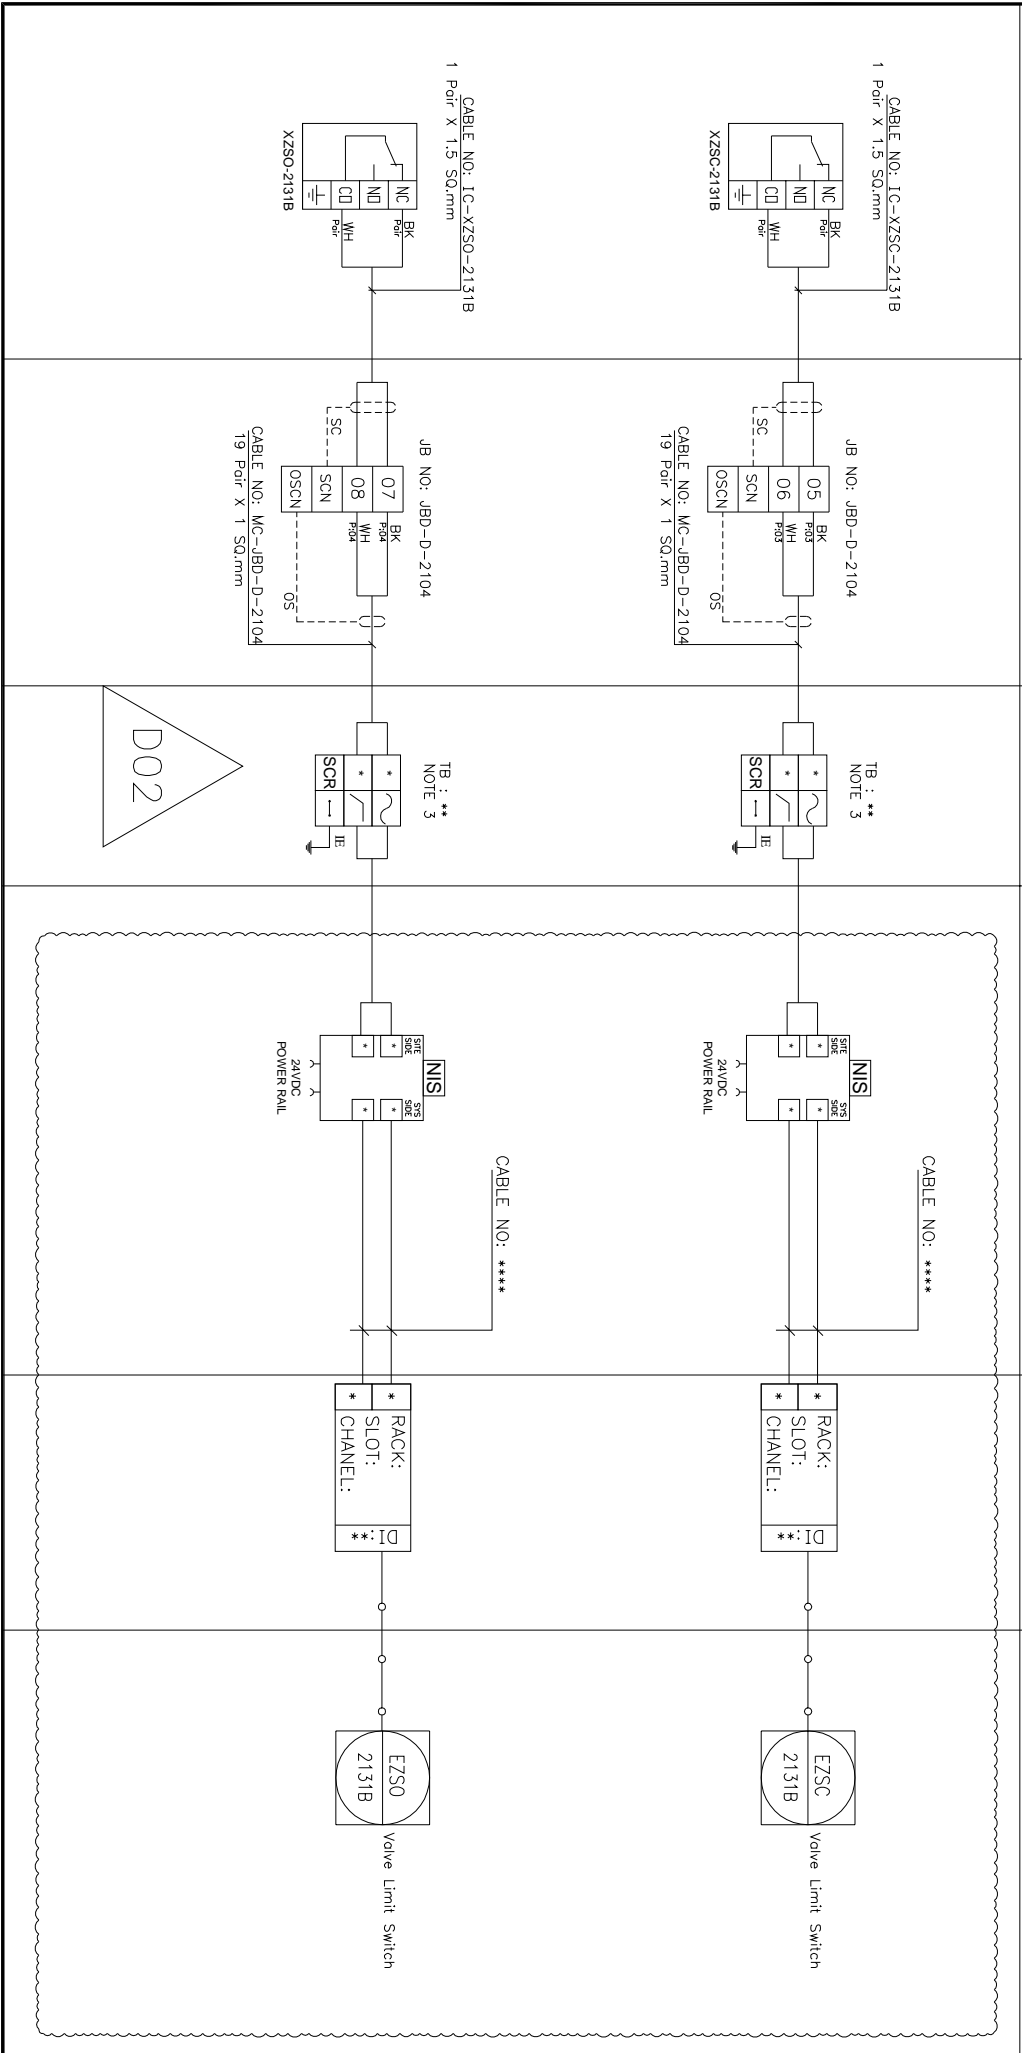 CABLE NO: IC-XZSC-2131B
1 Pair X 1.5 SQ.mm
NC
NO
CO
BK
Pair
WH
Pair
XZSC-2131B
JB NO: JBD-D-2104
05
06
SCN
OSCN
BK
P:03
WH
P:03
SC
OS
CABLE NO: MC-JBD-D-2104
19 Pair X 1 SQ.mm
TB : **
NOTE 3
*
*
SCR
IE
NIS
SITE SIDE
SYS SIDE
*
*
*
*
24VDC
POWER RAIL
CABLE NO: ****
*
*
RACK:
SLOT:
CHANEL:
DI:**
EZSC
2131B
Valve Limit Switch
CABLE NO: IC-XZSO-2131B
1 Pair X 1.5 SQ.mm
NC
NO
CO
BK
Pair
WH
Pair
XZSO-2131B
JB NO: JBD-D-2104
07
08
SCN
OSCN
BK
P:04
WH
P:04
SC
OS
CABLE NO: MC-JBD-D-2104
19 Pair X 1 SQ.mm
TB : **
NOTE 3
*
*
SCR
IE
NIS
SITE SIDE
SYS SIDE
*
*
*
*
24VDC
POWER RAIL
CABLE NO: ****
*
*
RACK:
SLOT:
CHANEL:
DI:**
EZSO
2131B
Valve Limit Switch
D02